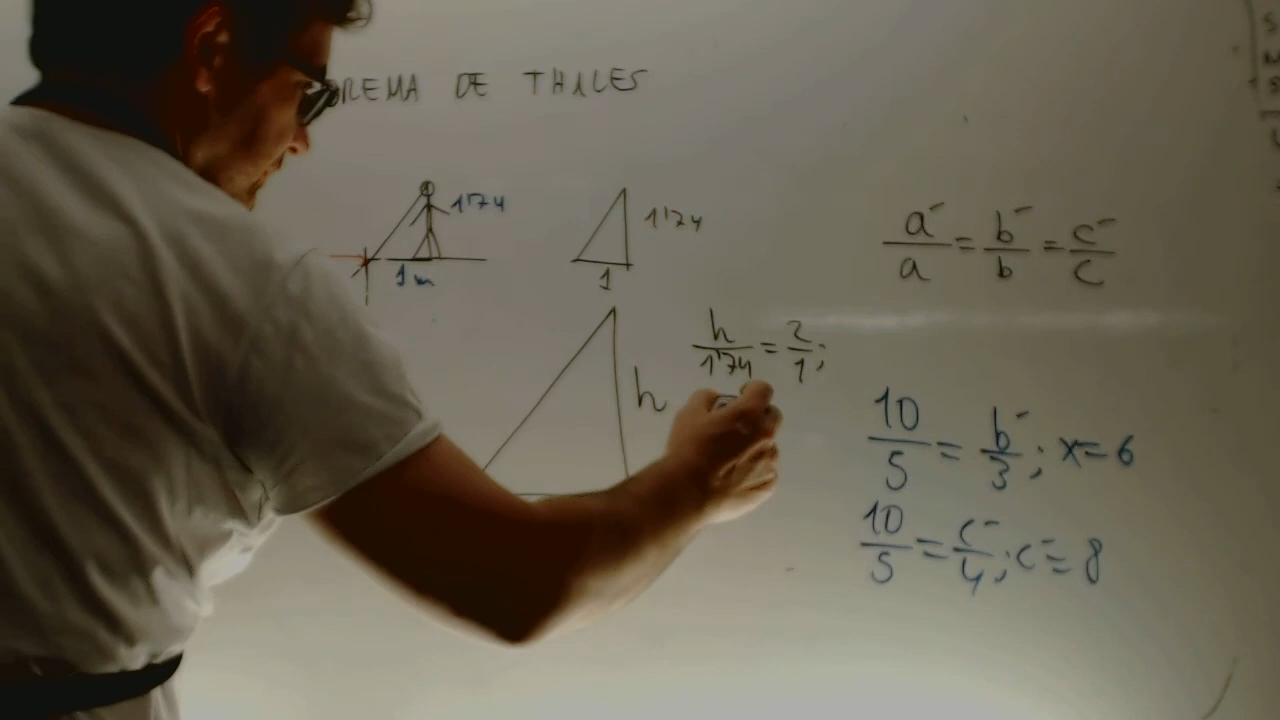 OREMA DE THALES
1'74
1m
1'74
1
a´/a = b´/b = c´/c
h
h/1'74 = 2/1;
10/5 = b´/3; x=6
10/5 = c´/4; c´= 8